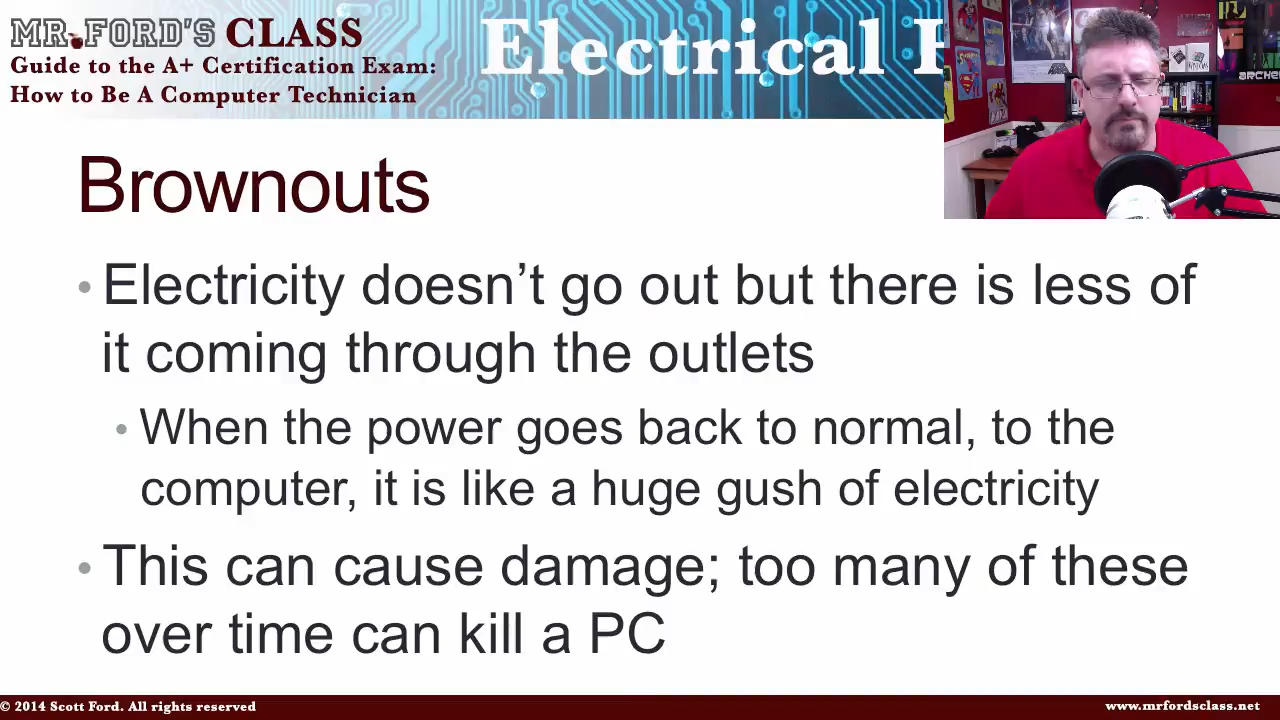 MR. FORD'S CLASS
Guide to the A+ Certification Exam:
How to Be A Computer Technician
Electrical H
ARCHER
Brownouts
• Electricity doesn’t go out but there is less of
it coming through the outlets
• When the power goes back to normal, to the
computer, it is like a huge gush of electricity
• This can cause damage; too many of these
over time can kill a PC
© 2014 Scott Ford. All rights reserved
www.mrfordsclass.net